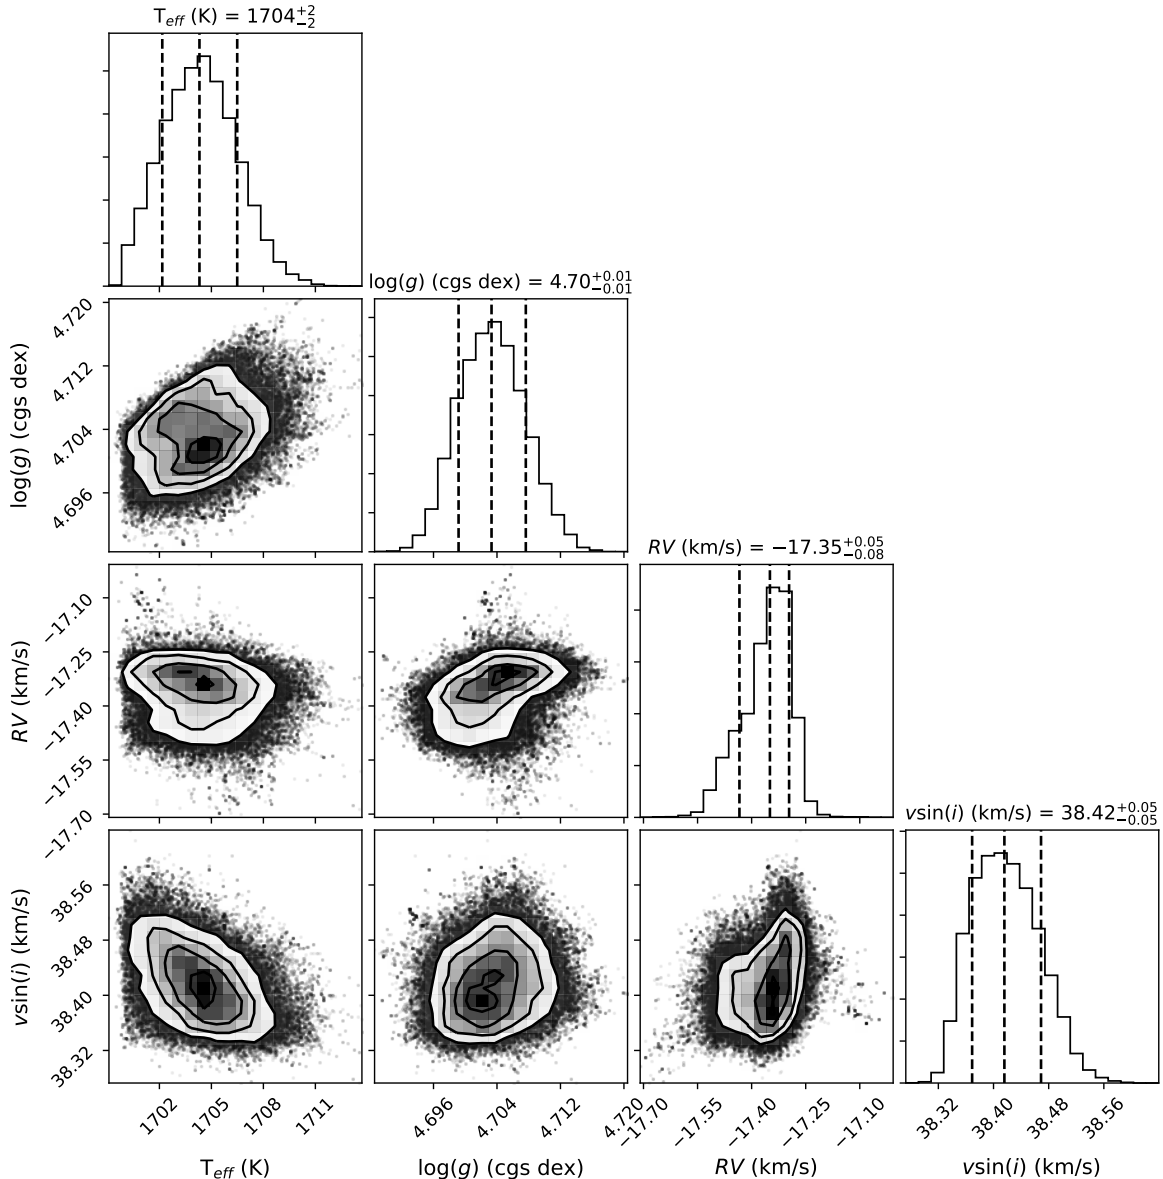 T_eff (K) = 1704 +2 −2
log(g) (cgs dex) = 4.70 +0.01 −0.01
4.720
4.712
4.704
4.696
log(g) (cgs dex)
RV (km/s) = −17.35 +0.05 −0.08
−17.10
−17.25
−17.40
−17.55
−17.70
RV (km/s)
vsin(i) (km/s) = 38.42 +0.05 −0.05
38.56
38.48
38.40
38.32
vsin(i) (km/s)
1702 1705 1708 1711
4.696 4.704 4.712 4.720
−17.70 −17.55 −17.40 −17.25 −17.10
38.32 38.40 38.48 38.56
T_eff (K) log(g) (cgs dex) RV (km/s) vsin(i) (km/s)